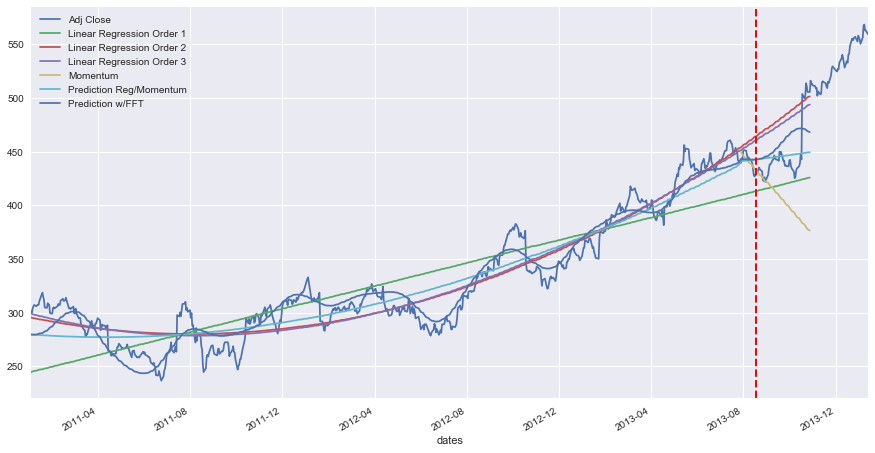 Adj Close
Linear Regression Order 1
Linear Regression Order 2
Linear Regression Order 3
Momentum
Prediction Reg/Momentum
Prediction w/FFT
550
500
450
400
350
300
250
2011-04
2011-08
2011-12
2012-04
2012-08
2012-12
2013-04
2013-08
2013-12
dates